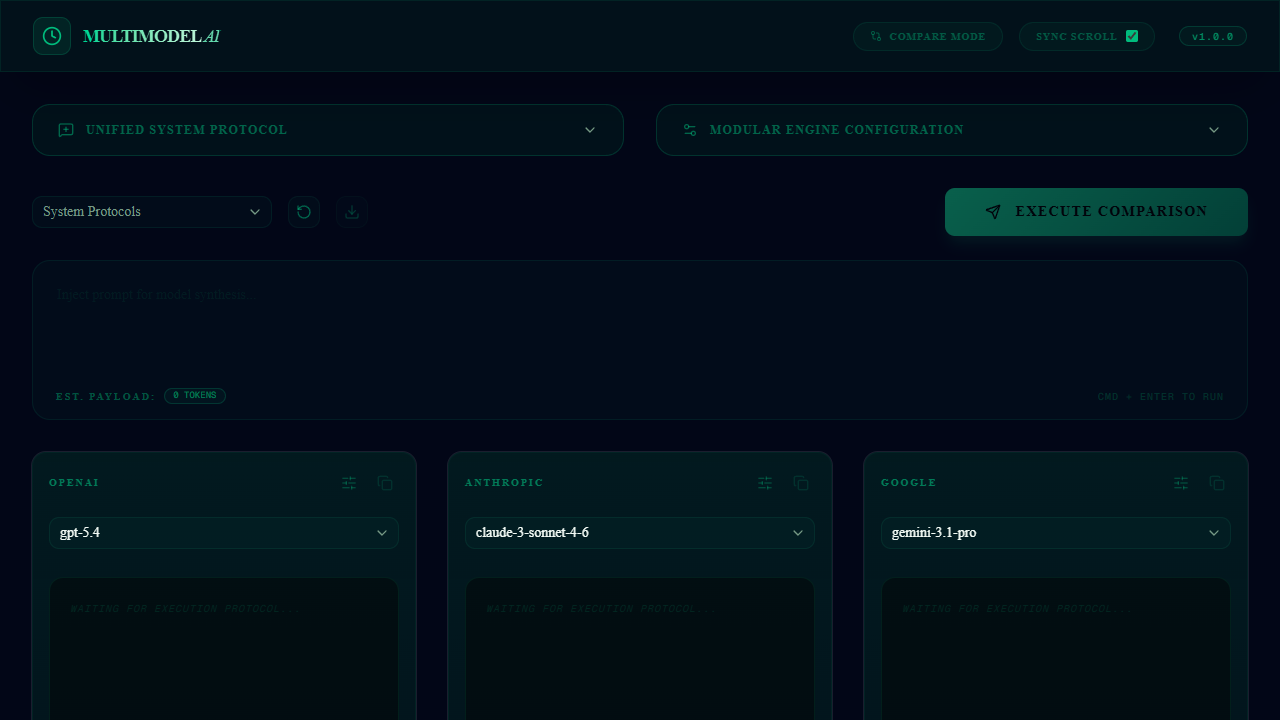 MULTIMODEL AI
COMPARE MODE
SYNC SCROLL
v1.0.0
UNIFIED SYSTEM PROTOCOL
MODULAR ENGINE CONFIGURATION
System Protocols
EXECUTE COMPARISON
Inject prompt for model synthesis...
EST. PAYLOAD: 0 TOKENS
CMD + ENTER TO RUN
OPENAI
ANTHROPIC
GOOGLE
gpt-5.4
claude-3-sonnet-4-6
gemini-3.1-pro
WAITING FOR EXECUTION PROTOCOL...
WAITING FOR EXECUTION PROTOCOL...
WAITING FOR EXECUTION PROTOCOL...